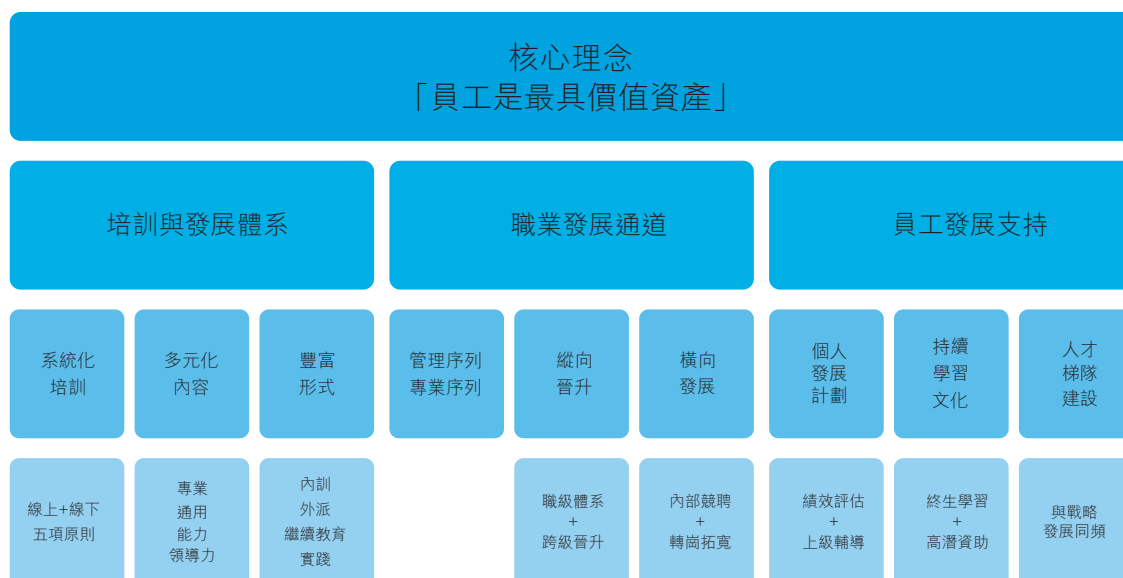 核心理念
「員工是最具價值資產」
培訓與發展體系
職業發展通道
員工發展支持
系統化
培訓
多元化
內容
豐富
形式
管理序列
專業序列
縱向
晉升
橫向
發展
個人
發展
計劃
持續
學習
文化
人才
梯隊
建設
線上+線下
五項原則
專業
通用
能力
領導力
內訓
外派
繼續教育
實踐
職級體系
+
跨級晉升
內部競聘
+
轉崗拓寬
績效評估
+
上級輔導
終生學習
+
高潛資助
與戰略
發展同頻